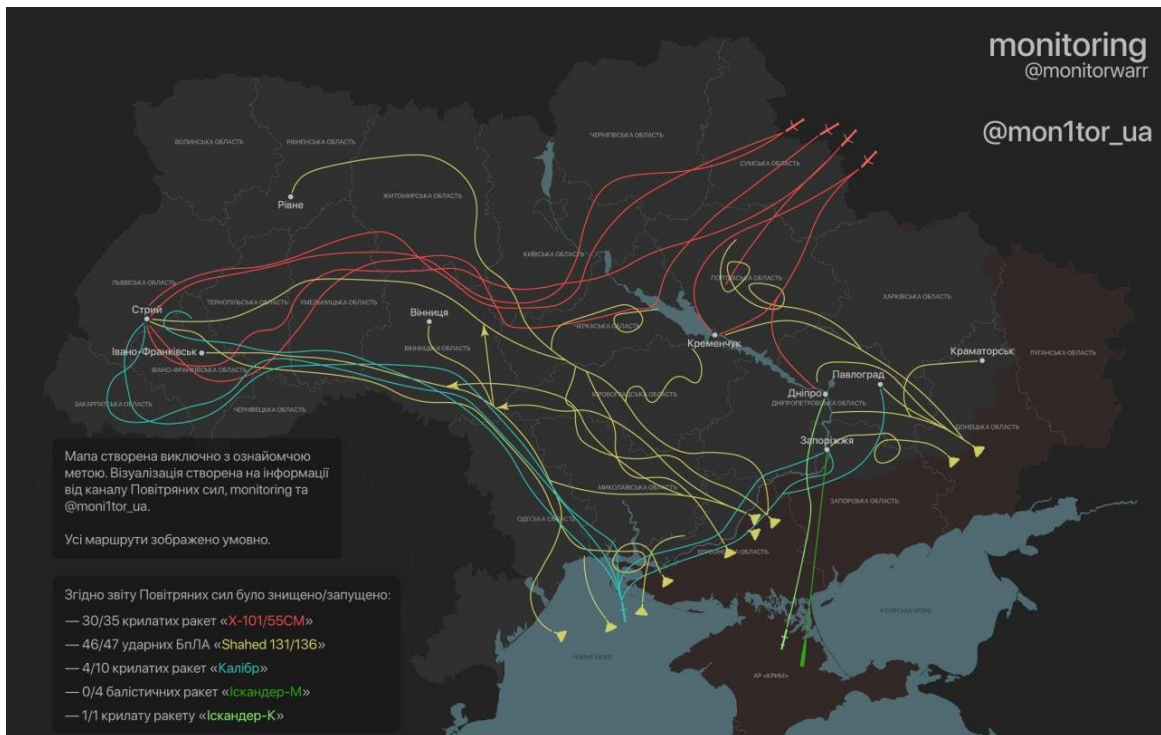 monitoring
@monitorwarr
@mon1tor_ua
ЧЕРНІГІВСЬКА ОБЛАСТЬ
ВОЛИНСЬКА ОБЛАСТЬ
РІВНЕНСЬКА ОБЛАСТЬ
СУМСЬКА ОБЛАСТЬ
ЖИТОМИРСЬКА ОБЛАСТЬ
Рівне
КИЇВСЬКА ОБЛАСТЬ
ПОЛТАВСЬКА ОБЛАСТЬ
ЛЬВІВСЬКА ОБЛАСТЬ
ТЕРНОПІЛЬСЬКА ОБЛАСТЬ
ХМЕЛЬНИЦЬКА ОБЛАСТЬ
ХАРКІВСЬКА ОБЛАСТЬ
Стрий
Вінниця
ЧЕРКАСЬКА ОБЛАСТЬ
Кременчук
Івано-Франківськ
ВІННИЦЬКА ОБЛАСТЬ
Краматорськ
ЛУГАНСЬКА ОБЛАСТЬ
ІВАНО-ФРАНКІВСЬКА ОБЛАСТЬ
Павлоград
КІРОВОГРАДСЬКА ОБЛАСТЬ
Дніпро
ДНІПРОПЕТРОВСЬКА ОБЛАСТЬ
ЗАКАРПАТСЬКА ОБЛАСТЬ
ЧЕРНІВЕЦЬКА ОБЛАСТЬ
ДОНЕЦЬКА ОБЛАСТЬ
Запоріжжя
Мапа створена виключно з ознайомчою
метою. Візуалізація створена на інформації
від каналу Повітряних сил, monitoring та
@moni1tor_ua.
Усі маршрути зображено умовно.
МИКОЛАЇВСЬКА ОБЛАСТЬ
ЗАПОРІЗЬКА ОБЛАСТЬ
ОДЕСЬКА ОБЛАСТЬ
ХЕРСОНСЬКА ОБЛАСТЬ
Згідно звіту Повітряних сил було знищено/запущено:
— 30/35 крилатих ракет «Х-101/55СМ»
— 46/47 ударних БпЛА «Shahed 131/136»
— 4/10 крилатих ракет «Калібр»
— 0/4 балістичних ракет «Іскандер-М»
— 1/1 крилату ракету «Іскандер-К»
АЗОВСЬКЕ МОРЕ
ЧОРНЕ МОРЕ
АР «КРИМ»